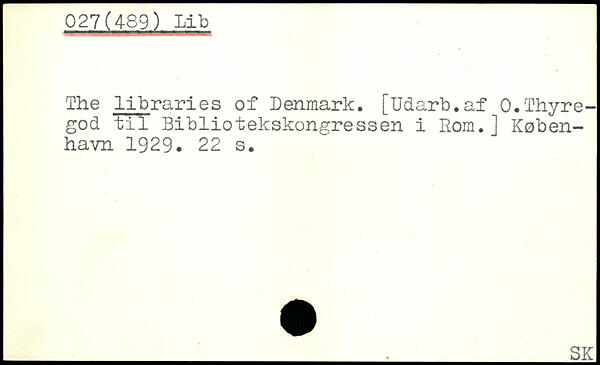 027(489) Lib
The libraries of Denmark. [Udarb.af O.Thyre-
god til Bibliotekskongressen i Rom.] Køben-
havn 1929. 22 s.
SK